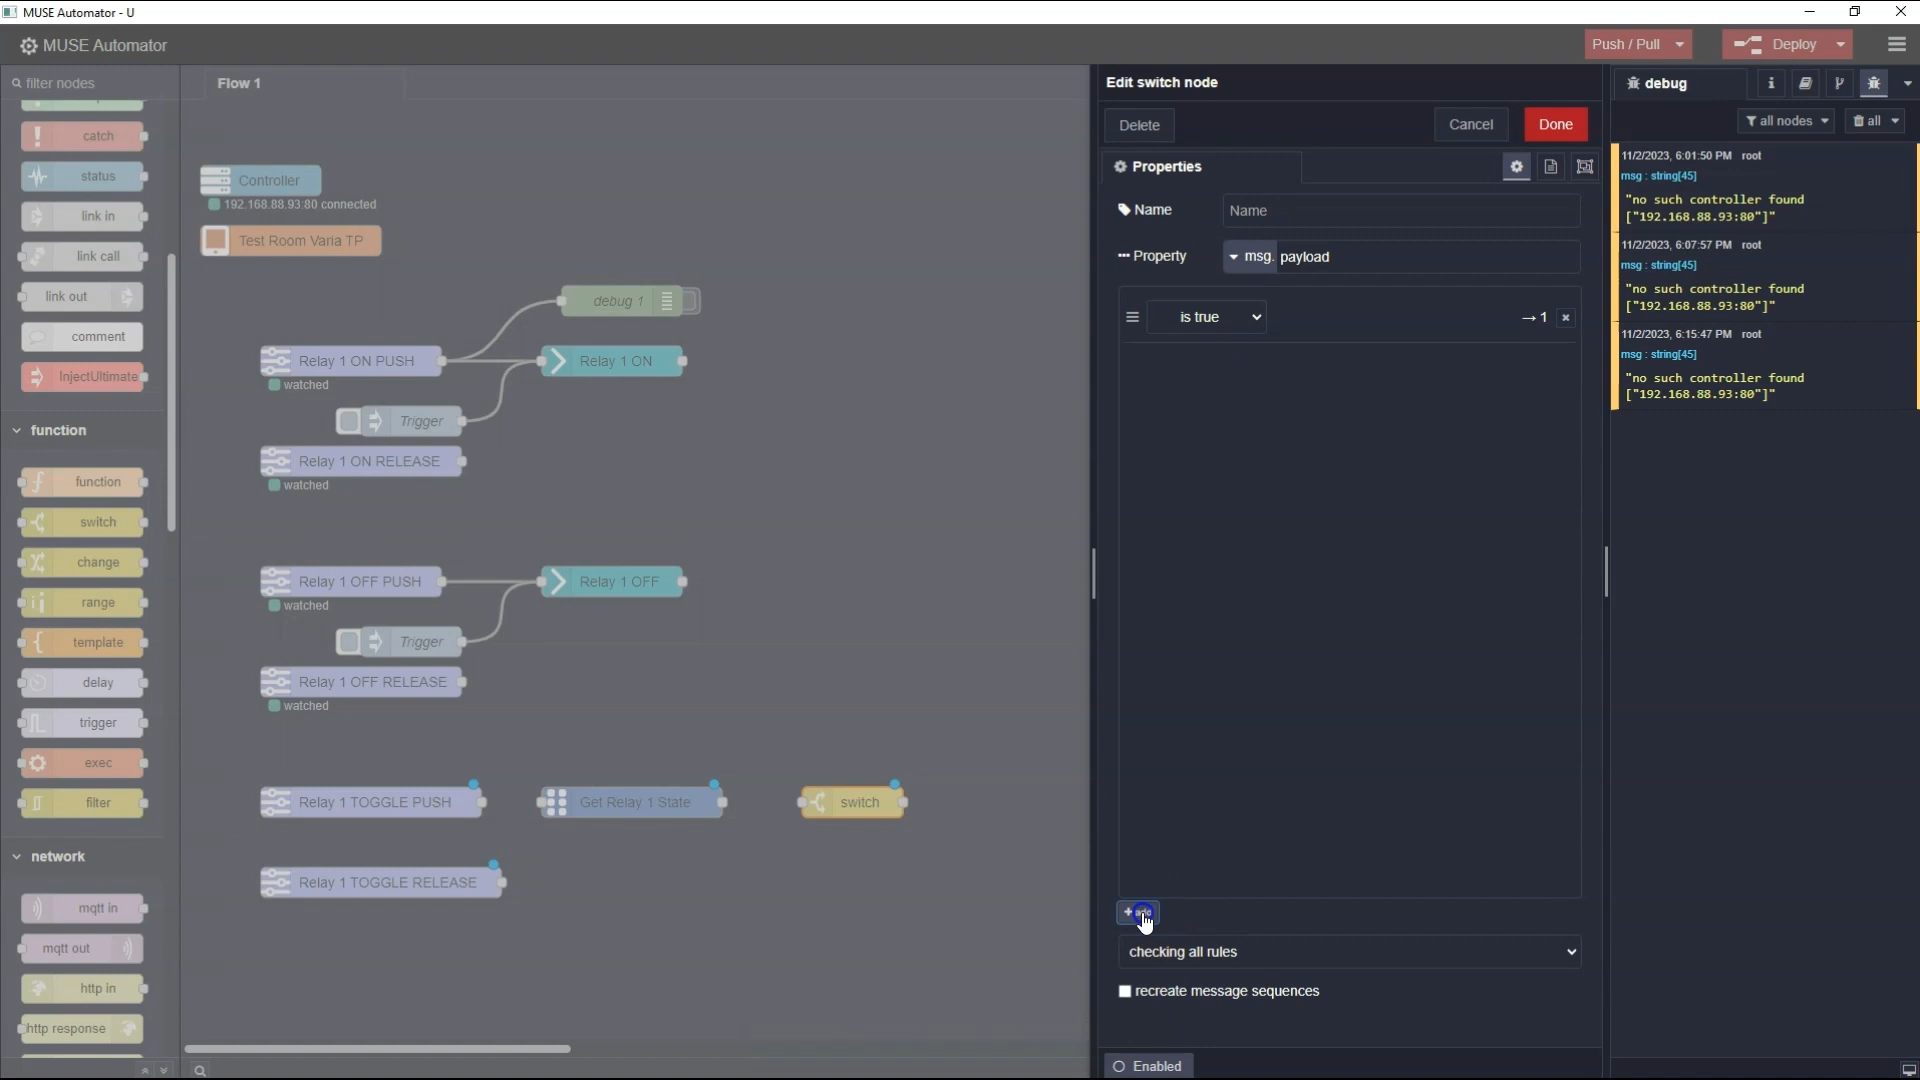 MUSE Automator - U
MUSE Automator
Push / Pull
Deploy
filter nodes
Flow 1
catch
status
link in
link call
link out
comment
InjectUltimate
function
function
switch
change
range
template
delay
trigger
exec
filter
network
mqtt in
mqtt out
http in
http response
Controller
192.168.88.93:80 connected
Test Room Varia TP
debug 1
Relay 1 ON PUSH
watched
Relay 1 ON
Trigger
Relay 1 ON RELEASE
watched
Relay 1 OFF PUSH
watched
Relay 1 OFF
Trigger
Relay 1 OFF RELEASE
watched
Relay 1 TOGGLE PUSH
Get Relay 1 State
switch
Relay 1 TOGGLE RELEASE
Edit switch node
Delete
Cancel
Done
Properties
Name
Name
Property
msg. payload
is true
→ 1
checking all rules
recreate message sequences
Enabled
debug
all nodes
all
11/2/2023, 6:01:50 PM root
msg : string[45]
"no such controller found
["192.168.88.93:80"]"
11/2/2023, 6:07:57 PM root
msg : string[45]
"no such controller found
["192.168.88.93:80"]"
11/2/2023, 6:15:47 PM root
msg : string[45]
"no such controller found
["192.168.88.93:80"]"